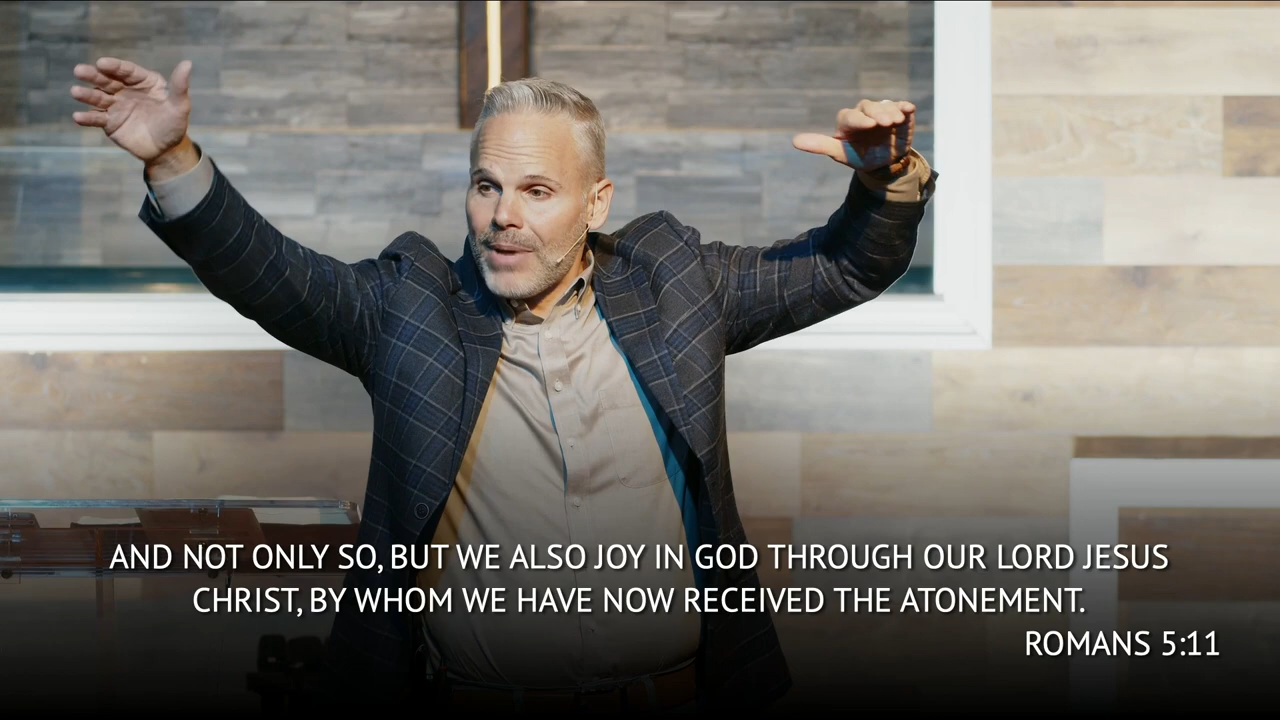 AND NOT ONLY SO, BUT WE ALSO JOY IN GOD THROUGH OUR LORD JESUS
CHRIST, BY WHOM WE HAVE NOW RECEIVED THE ATONEMENT.
ROMANS 5:11